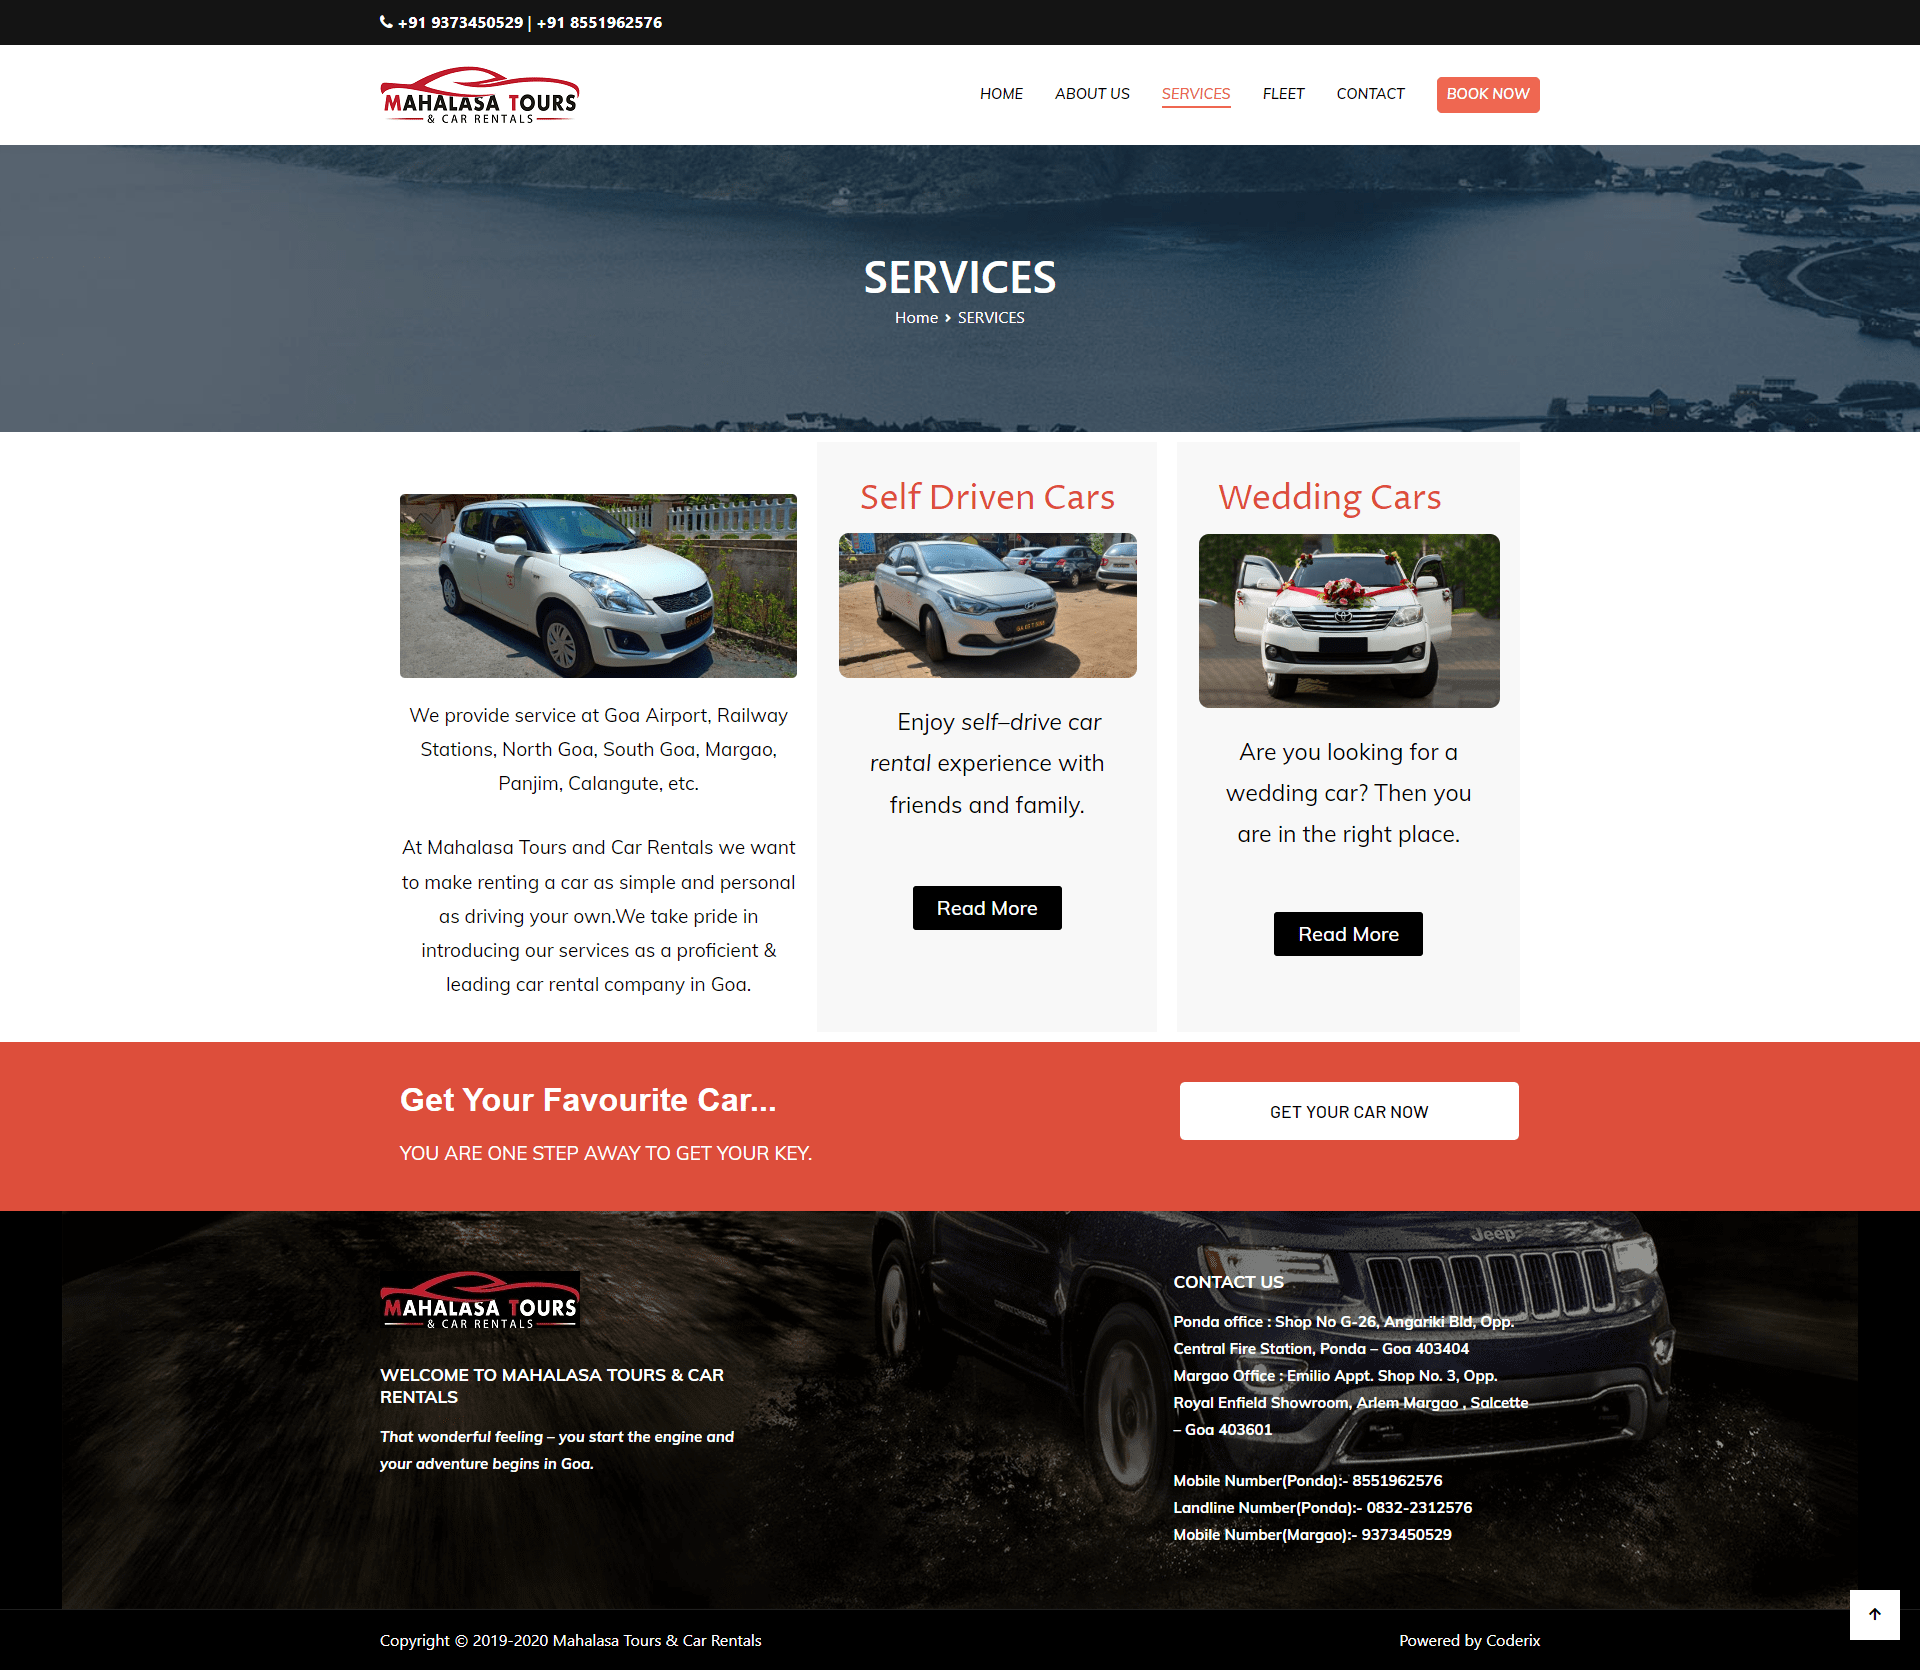 +91 9373450529 | +91 8551962576
MAHALASA TOURS
& CAR RENTALS
HOME
ABOUT US
SERVICES
FLEET
CONTACT
BOOK NOW
SERVICES
Home > SERVICES
We provide service at Goa Airport, Railway
Stations, North Goa, South Goa, Margao,
Panjim, Calangute, etc.
At Mahalasa Tours and Car Rentals we want
to make renting a car as simple and personal
as driving your own.We take pride in
introducing our services as a proficient &
leading car rental company in Goa.
Self Driven Cars
Enjoy self–drive car
rental experience with
friends and family.
Read More
Wedding Cars
Are you looking for a
wedding car? Then you
are in the right place.
Read More
Get Your Favourite Car...
YOU ARE ONE STEP AWAY TO GET YOUR KEY.
GET YOUR CAR NOW
MAHALASA TOURS
& CAR RENTALS
WELCOME TO MAHALASA TOURS & CAR
RENTALS
That wonderful feeling – you start the engine and
your adventure begins in Goa.
Jeep
CONTACT US
Ponda office : Shop No G-26, Angariki Bld, Opp.
Central Fire Station, Ponda – Goa 403404
Margao Office : Emilio Appt. Shop No. 3, Opp.
Royal Enfield Showroom, Arlem Margao , Salcette
– Goa 403601
Mobile Number(Ponda):- 8551962576
Landline Number(Ponda):- 0832-2312576
Mobile Number(Margao):- 9373450529
Copyright © 2019-2020 Mahalasa Tours & Car Rentals
Powered by Coderix